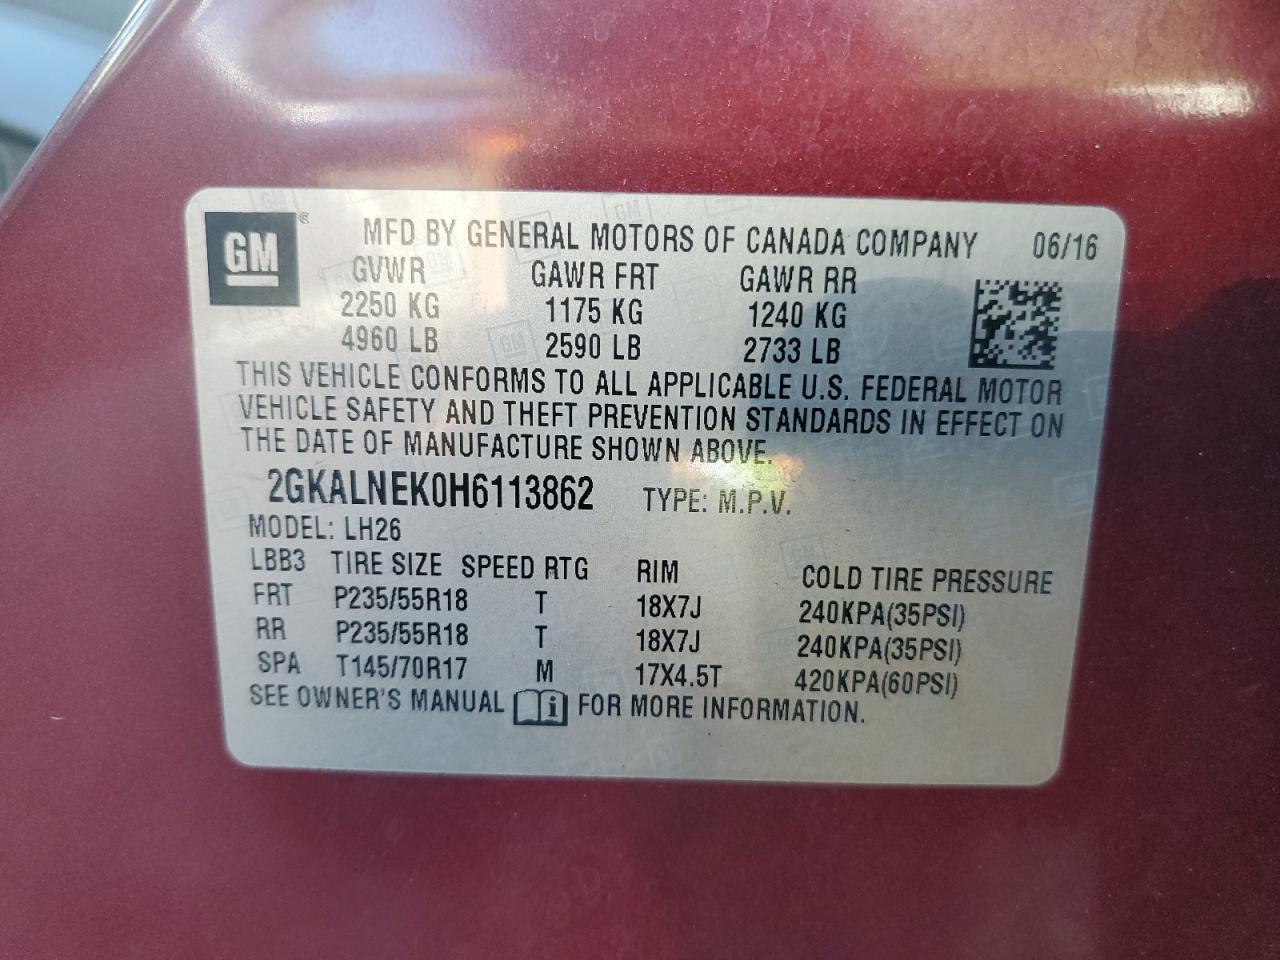 GM ® MFD BY GENERAL MOTORS OF CANADA COMPANY 06/16
GVWR GAWR FRT GAWR RR
2250 KG 1175 KG 1240 KG
4960 LB 2590 LB 2733 LB
THIS VEHICLE CONFORMS TO ALL APPLICABLE U.S. FEDERAL MOTOR
VEHICLE SAFETY AND THEFT PREVENTION STANDARDS IN EFFECT ON
THE DATE OF MANUFACTURE SHOWN ABOVE.
2GKALNEK0H6113862 TYPE: M.P.V.
MODEL: LH26
LBB3 TIRE SIZE SPEED RTG RIM COLD TIRE PRESSURE
FRT P235/55R18 T 18X7J 240KPA(35PSI)
RR P235/55R18 T 18X7J 240KPA(35PSI)
SPA T145/70R17 M 17X4.5T 420KPA(60PSI)
SEE OWNER'S MANUAL i FOR MORE INFORMATION.